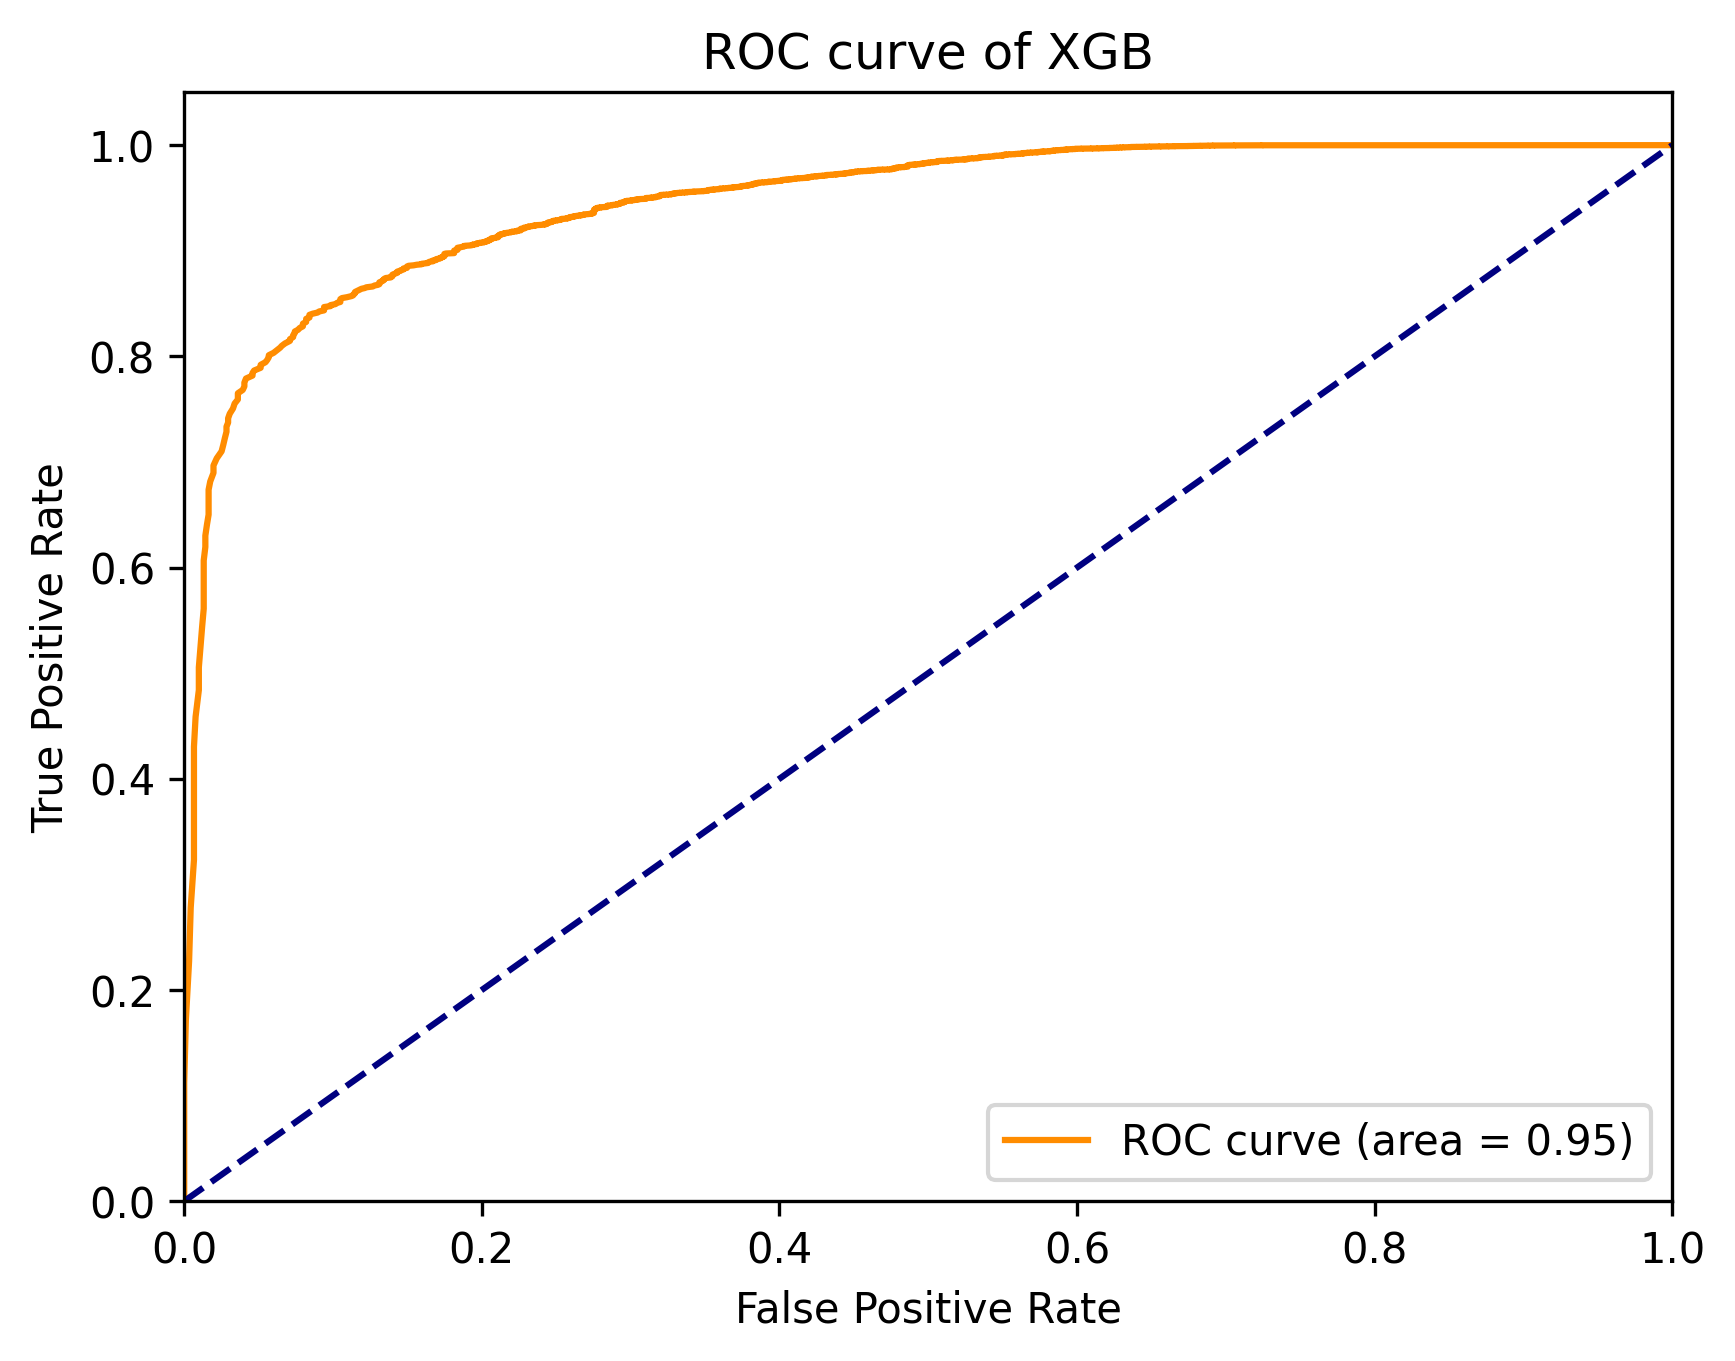 ROC curve of XGB
True Positive Rate
1.0
0.8
0.6
0.4
0.2
0.0
ROC curve (area = 0.95)
0.0 0.2 0.4 0.6 0.8 1.0
False Positive Rate